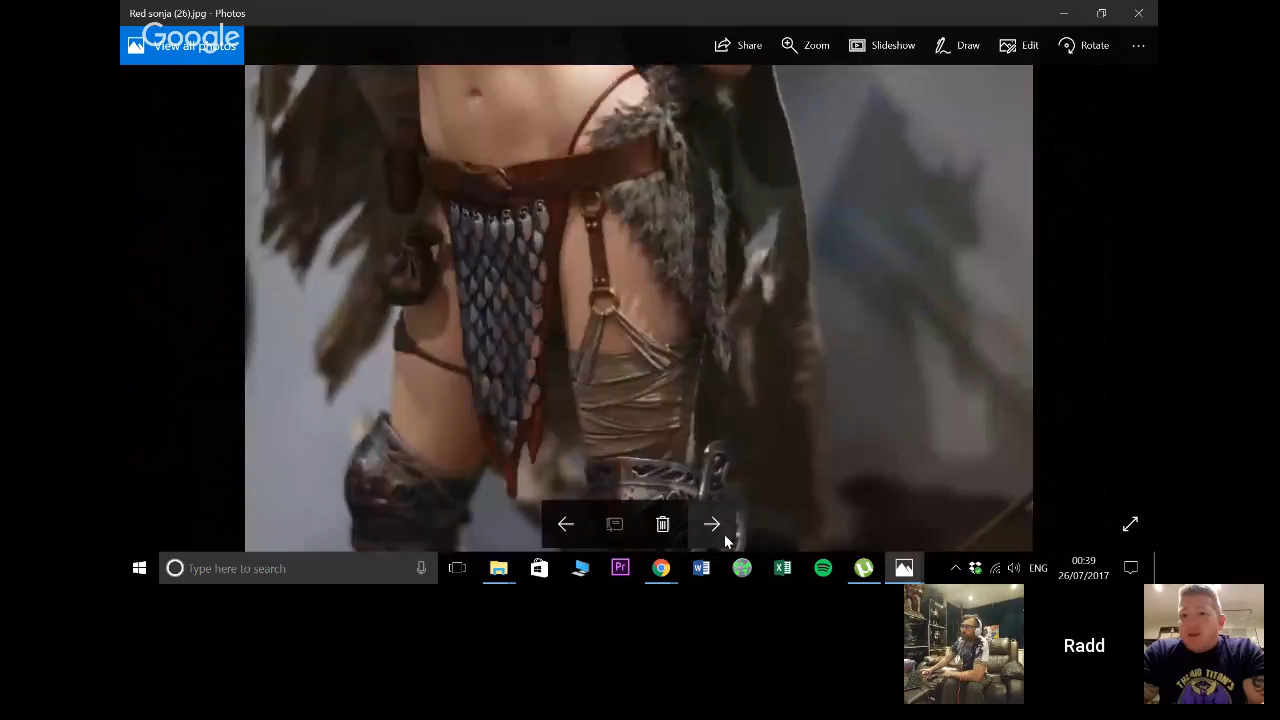 Red sonja (26).jpg - Photos
Google
View all photos
Share
Zoom
Slideshow
Draw
Edit
Rotate
Type here to search
Pr
ENG
00:39
26/07/2017
Radd